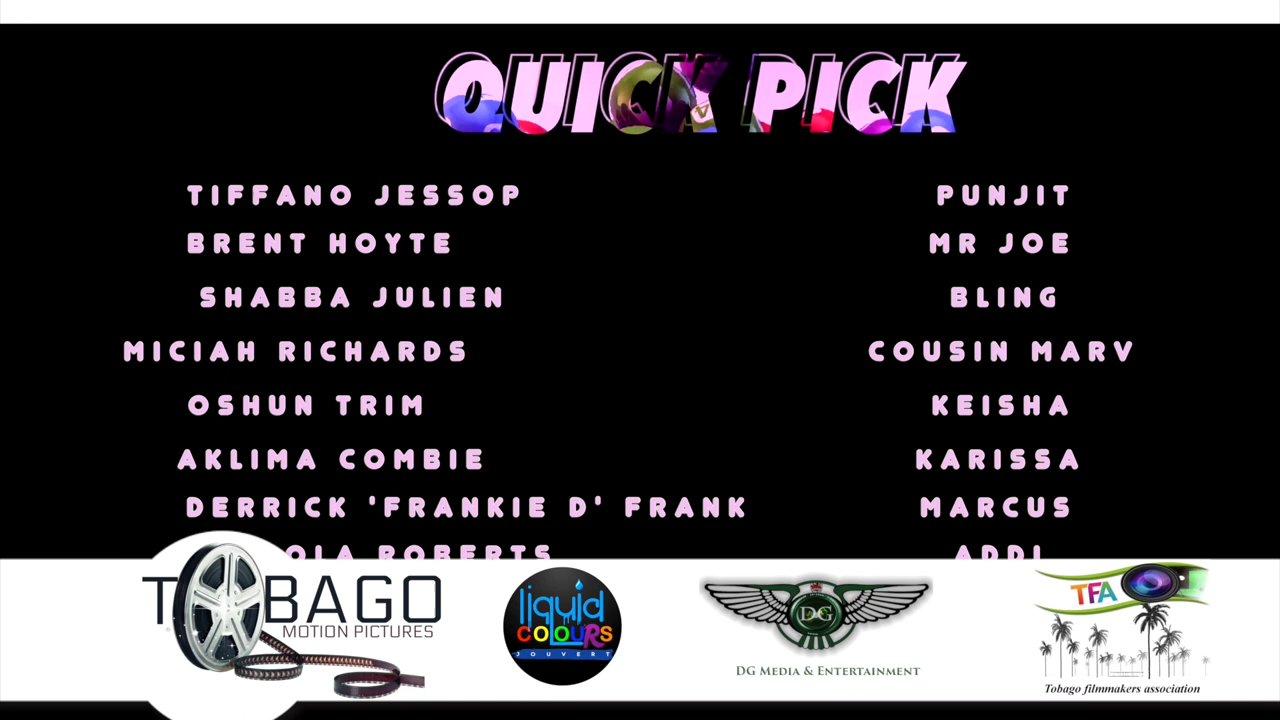 QUICK PICK
TIFFANO JESSOP PUNJIT
BRENT HOYTE MR JOE
SHABBA JULIEN BLING
MICIAH RICHARDS COUSIN MARV
OSHUN TRIM KEISHA
AKLIMA COMBIE KARISSA
DERRICK 'FRANKIE D' FRANK MARCUS
ROBERTS
TOBAGO
MOTION PICTURES
liquid
COLOURS
JOUVERT
DG
DG MEDIA & ENTERTAINMENT
TFA
Tobago filmmakers association